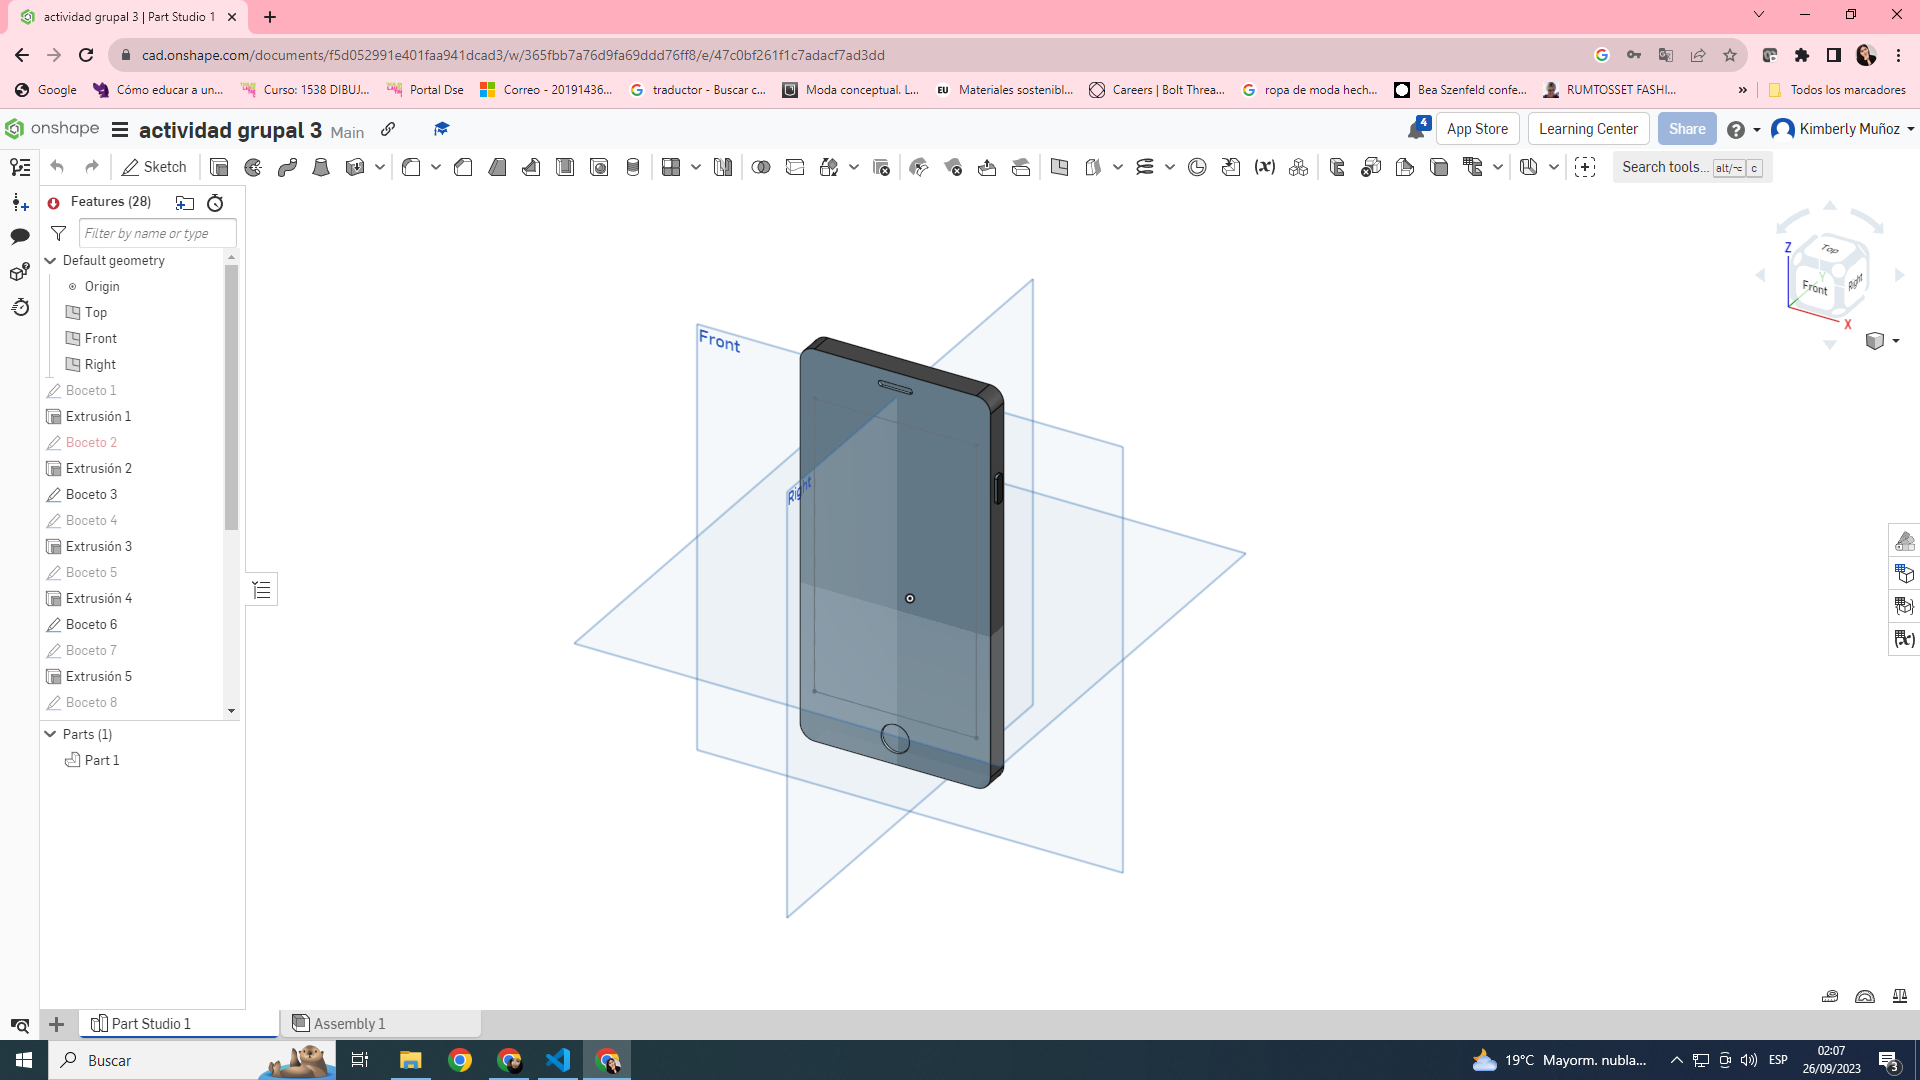 actividad grupal 3 | Part Studio 1
cad.onshape.com/documents/f5d052991e401faa941dcad3/w/365fbb7a76d9fa69ddd76ff8/e/47c0bf261f1c7adacf7ad3dd
Google
Cómo educar a un...
Curso: 1538 DIBUJ...
Portal Dse
Correo - 20191436...
traductor - Buscar c...
Moda conceptual. L...
EU
Materiales sostenibl...
Careers | Bolt Threa...
ropa de moda hech...
Bea Szenfeld confe...
RUMTOSSET FASHI...
»
Todos los marcadores
onshape
actividad grupal 3 Main
4
App Store
Learning Center
Share
Kimberly Muñoz
Sketch
(x)
Search tools... alt/⌥ c
Features (28)
Filter by name or type
Default geometry
Origin
Top
Front
Right
Boceto 1
Extrusión 1
Boceto 2
Extrusión 2
Boceto 3
Boceto 4
Extrusión 3
Boceto 5
Extrusión 4
Boceto 6
Boceto 7
Extrusión 5
Boceto 8
Parts (1)
Part 1
Front
Right
Z
Top
Y
Front
Right
X
(x)
Part Studio 1
Assembly 1
Buscar
19°C Mayorm. nubla...
ESP
02:07
26/09/2023
3